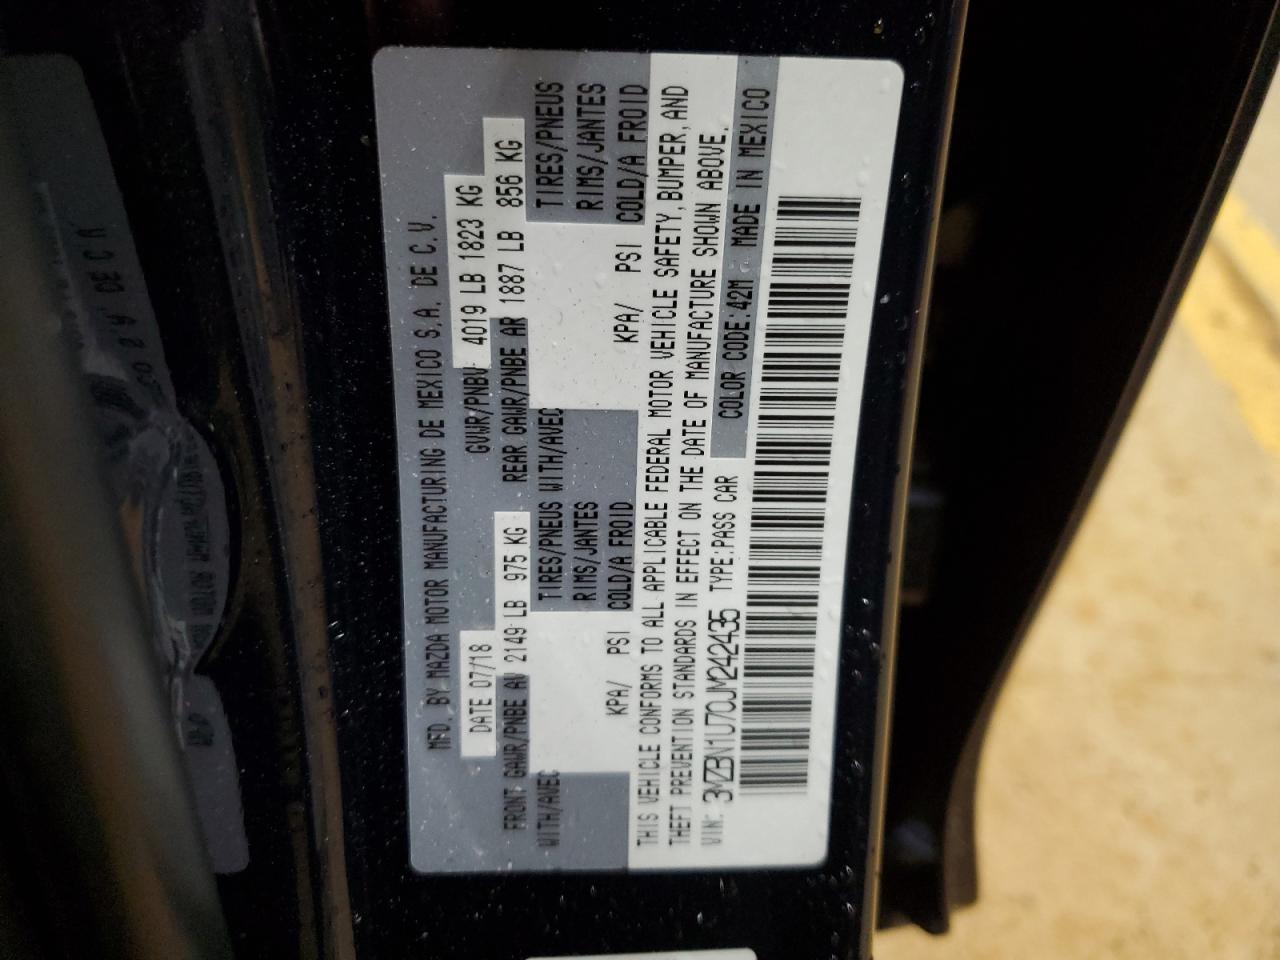 MFD. BY MAZDA MOTOR MANUFACTURING DE MEXICO S.A. DE C.V.
DATE 07/18 GVWR/PNBV 4019 LB 1823 KG
FRONT GAWR/PNBE AV 2149 LB 975 KG REAR GAWR/PNBE AR 1887 LB 856 KG
WITH/AVEC TIRES/PNEUS WITH/AVEC TIRES/PNEUS
RIMS/JANTES RIMS/JANTES
KPA/ PSI COLD/A FROID KPA/ PSI COLD/A FROID
THIS VEHICLE CONFORMS TO ALL APPLICABLE FEDERAL MOTOR VEHICLE SAFETY, BUMPER, AND
THEFT PREVENTION STANDARDS IN EFFECT ON THE DATE OF MANUFACTURE SHOWN ABOVE.
VIN: 3MZBN1U70JM242435 TYPE:PASS CAR COLOR CODE:42M MADE IN MEXICO